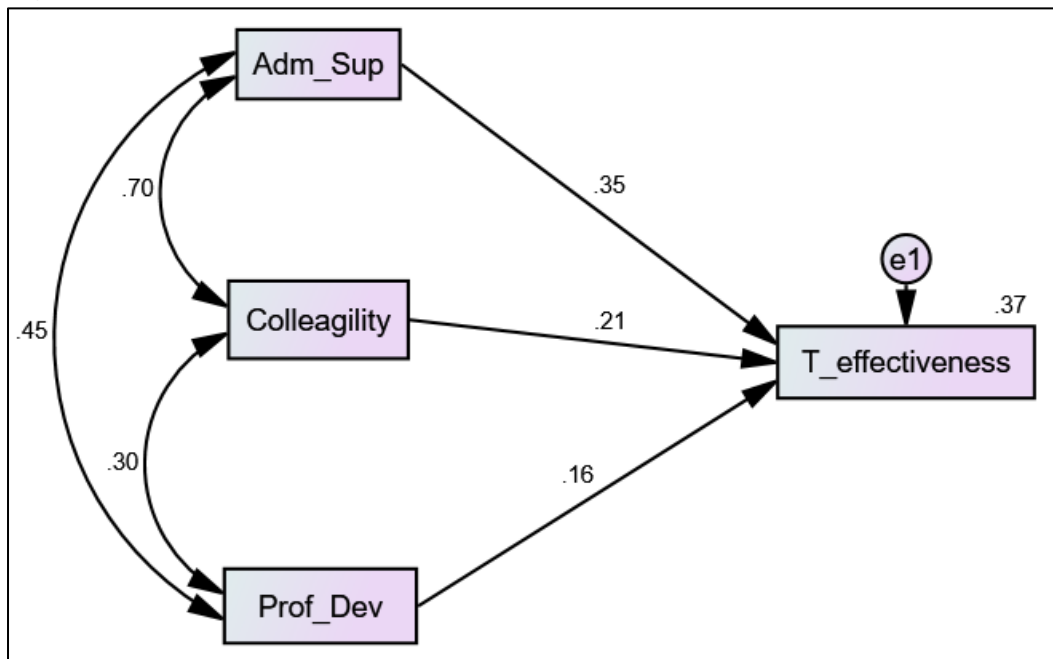 Adm_Sup
.70
.35
e1
.45
Colleagility
.21
.37
T_effectiveness
.30
.16
Prof_Dev